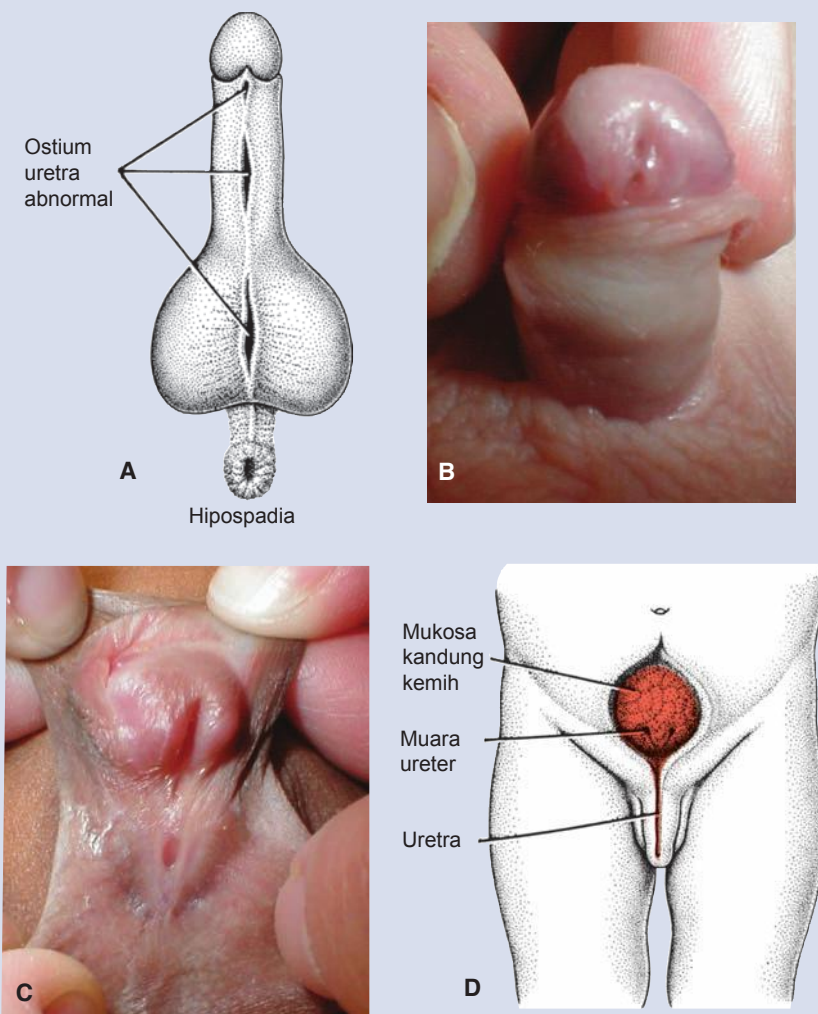 Ostium
uretra
abnormal
A
Hipospadia
B
C
Mukosa
kandung
kemih
Muara
ureter
Uretra
D